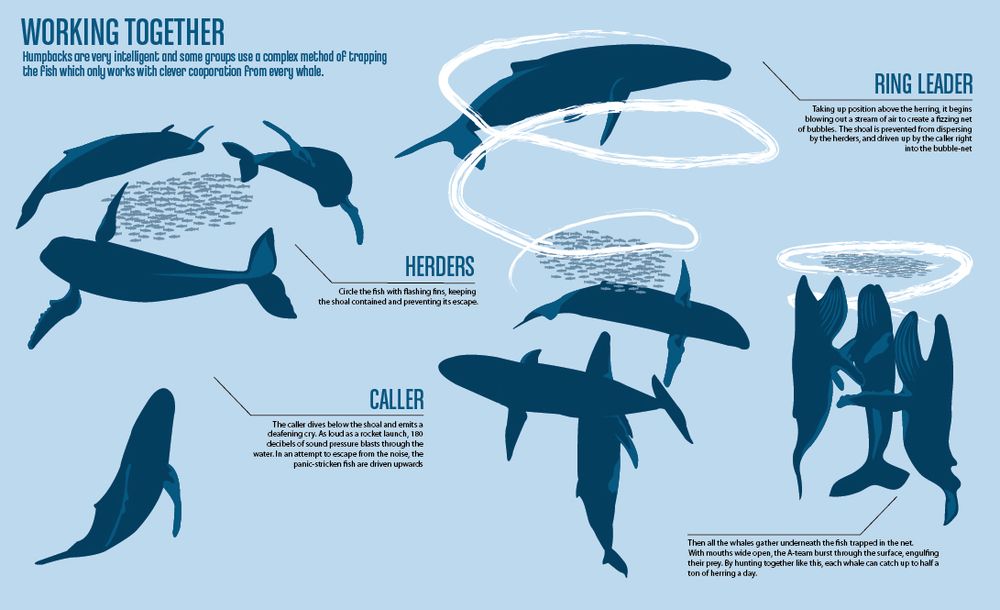 WORKING TOGETHER
Humpbacks are very intelligent and some groups use a complex method of trapping
the fish which only works with clever cooporation from every whale.
RING LEADER
Taking up position above the herring, it begins
blowing out a stream of air to create a fizzing net
of bubbles. The shoal is prevented from dispersing
by the herders, and driven up by the caller right
into the bubble-net
HERDERS
Circle the fish with flashing fins, keeping
the shoal contained and preventing its escape.
CALLER
The caller dives below the shoal and emits a
deafening cry. As loud as a rocket launch, 180
decibels of sound pressure blasts through the
water. In an attempt to escape from the noise, the
panic-stricken fish are driven upwards
Then all the whales gather underneath the fish trapped in the net.
With mouths wide open, the A-team burst through the surface, engulfing
their prey. By hunting together like this, each whale can catch up to half a
ton of herring a day.